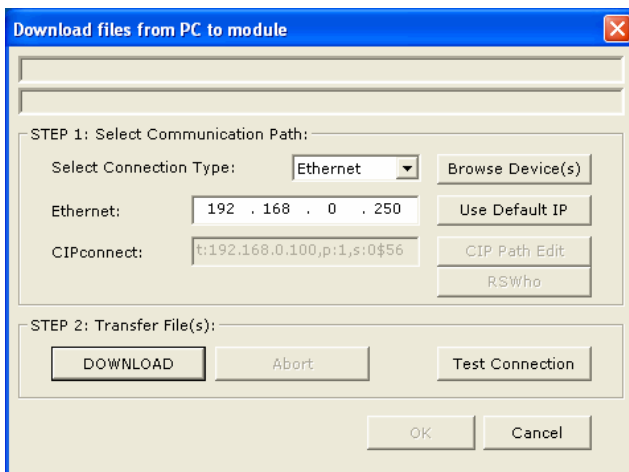 Download files from PC to module
STEP 1: Select Communication Path:
Select Connection Type: Ethernet Browse Device(s)
Ethernet: 192 . 168 . 0 . 250 Use Default IP
CIPconnect: t:192.168.0.100,p:1,s:0$56 CIP Path Edit
RSWho
STEP 2: Transfer File(s):
DOWNLOAD Abort Test Connection
OK Cancel